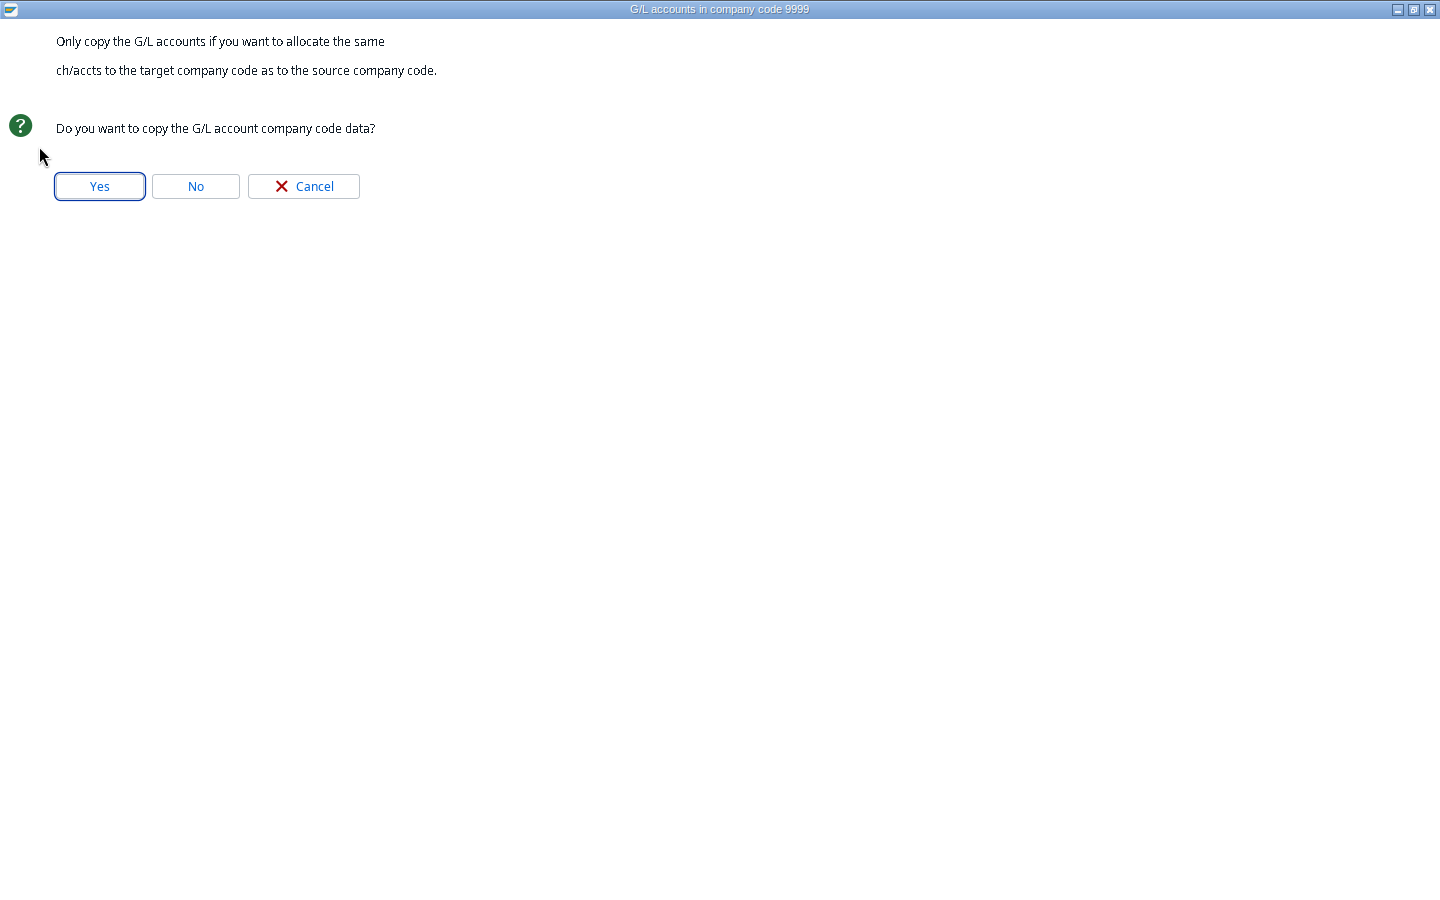 G/L accounts in company code 9999
Only copy the G/L accounts if you want to allocate the same
ch/accts to the target company code as to the source company code.
Do you want to copy the G/L account company code data?
Yes No Cancel